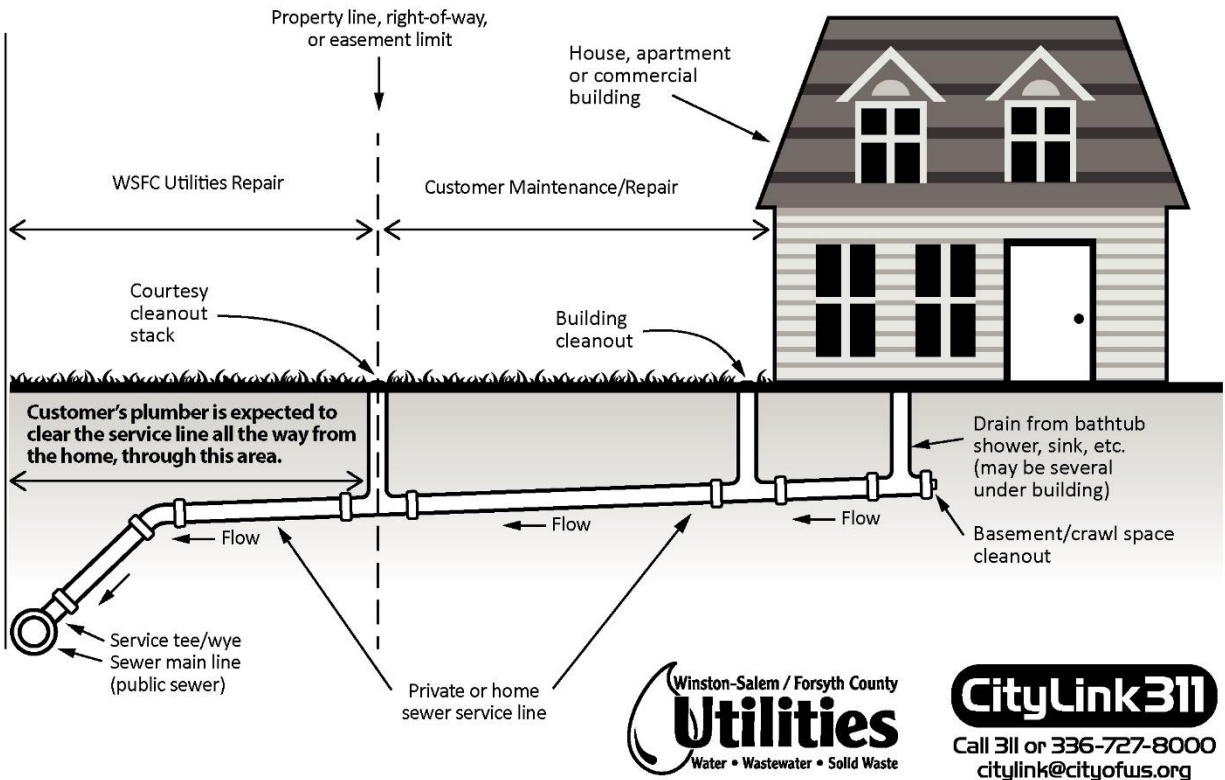 Property line, right-of-way,
or easement limit
House, apartment
or commercial
building
WSFC Utilities Repair
Customer Maintenance/Repair
Courtesy
cleanout
stack
Building
cleanout
Customer's plumber is expected to
clear the service line all the way from
the home, through this area.
Drain from bathtub
shower, sink, etc.
(may be several
under building)
Flow
Flow
Flow
Basement/crawl space
cleanout
Service tee/wye
Sewer main line
(public sewer)
Private or home
sewer service line
Winston-Salem / Forsyth County
Utilities
Water • Wastewater • Solid Waste
CityLink311
Call 311 or 336-727-8000
citylink@cityofws.org